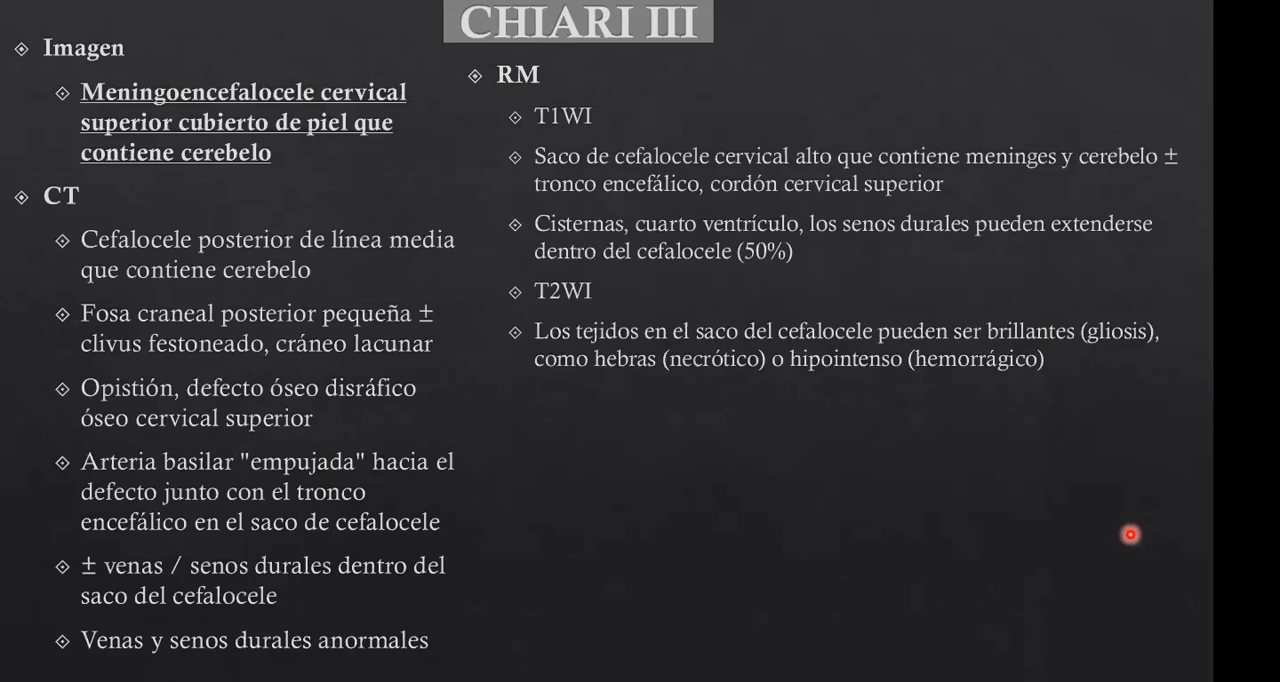 CHIARI III
Imagen
Meningoencefalocele cervical
superior cubierto de piel que
contiene cerebelo
CT
Cefalocele posterior de línea media
que contiene cerebelo
Fosa craneal posterior pequeña ±
clivus festoneado, cráneo lacunar
Opistión, defecto óseo disráfico
óseo cervical superior
Arteria basilar "empujada" hacia el
defecto junto con el tronco
encefálico en el saco de cefalocele
± venas / senos durales dentro del
saco del cefalocele
Venas y senos durales anormales
RM
T1WI
Saco de cefalocele cervical alto que contiene meninges y cerebelo ±
tronco encefálico, cordón cervical superior
Cisternas, cuarto ventrículo, los senos durales pueden extenderse
dentro del cefalocele (50%)
T2WI
Los tejidos en el saco del cefalocele pueden ser brillantes (gliosis),
como hebras (necrótico) o hipointenso (hemorrágico)